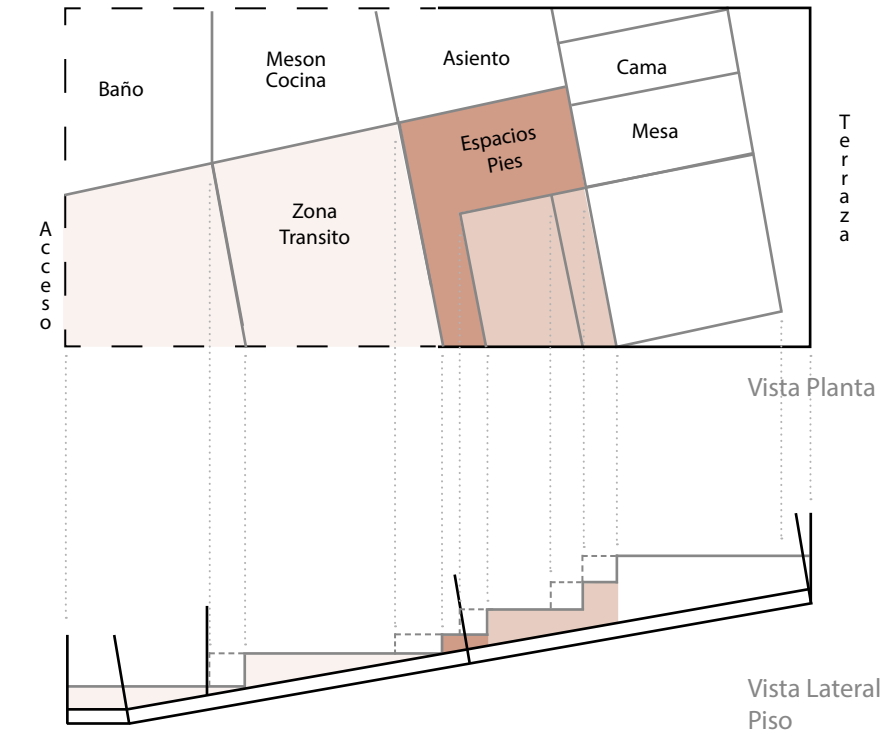 Baño
Meson
Cocina
Asiento
Cama
Mesa
Espacios
Pies
Zona
Transito
Acceso
Terraza
Vista Planta
Vista Lateral
Piso